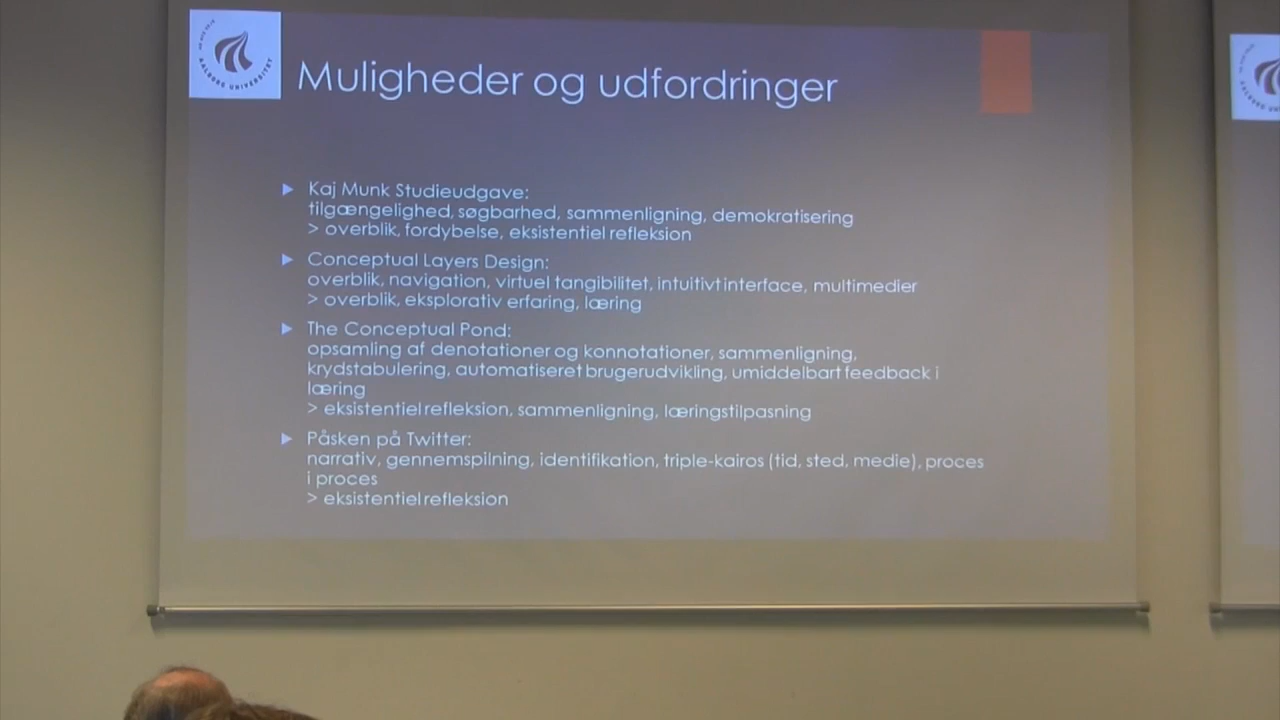 AALBORG UNIVERSITET
Muligheder og udfordringer
Kaj Munk Studieudgave:
tilgængelighed, søgbarhed, sammenligning, demokratisering
> overblik, fordybelse, eksistentiel refleksion
Conceptual Layers Design:
overblik, navigation, virtuel tangibilitet, intuitivt interface, multimedier
> overblik, eksplorativ erfaring, læring
The Conceptual Pond:
opsamling af denotationer og konnotationer, sammenligning,
krydstabulering, automatiseret brugerudvikling, umiddelbart feedback i
læring
> eksistentiel refleksion, sammenligning, læringstilpasning
Påsken på Twitter:
narrativ, gennemspilning, identifikation, triple-kairos (tid, sted, medie), proces
i proces
> eksistentiel refleksion